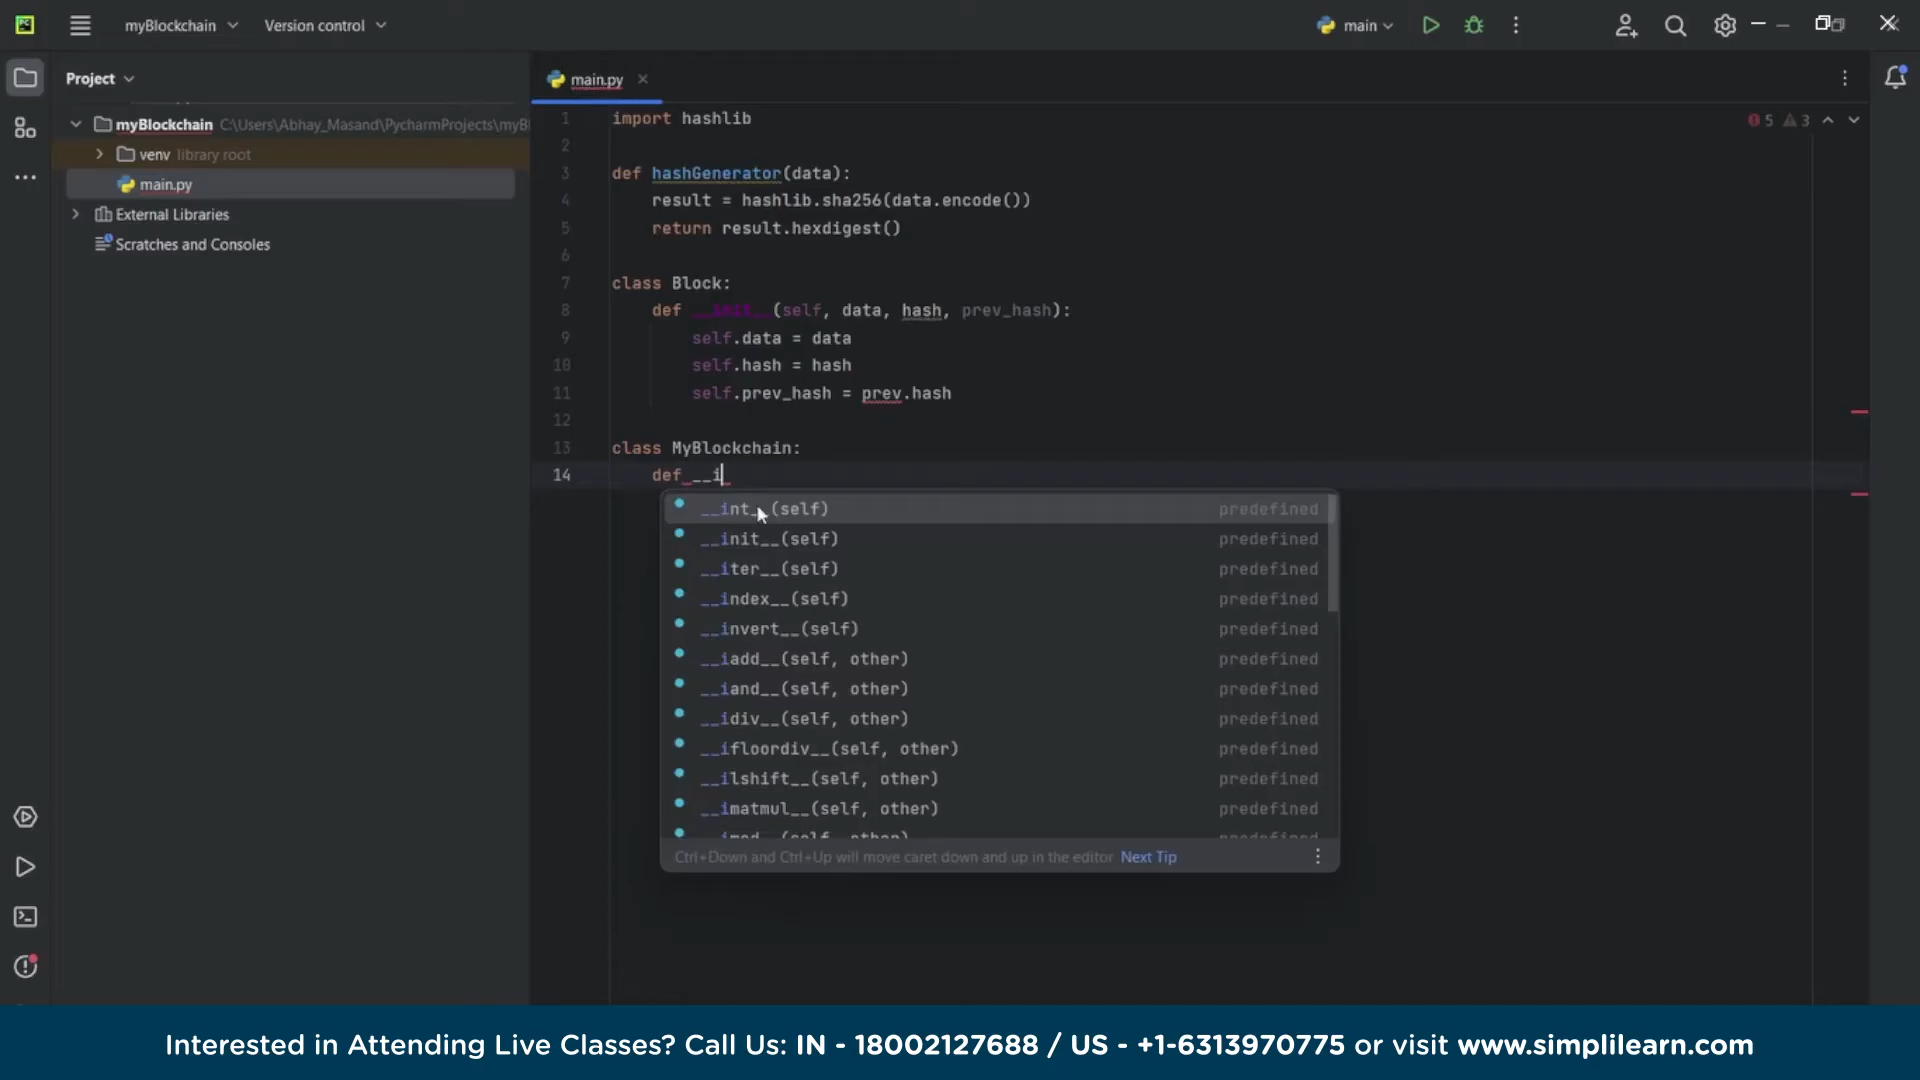 PC myBlockchain Version control main
Project
main.py
myBlockchain C:\Users\Abhay_Masand\PycharmProjects\myB
venv library root
main.py
External Libraries
Scratches and Consoles
5 3
1 import hashlib
2
3 def hashGenerator(data):
4 result = hashlib.sha256(data.encode())
5 return result.hexdigest()
6
7 class Block:
8 def __init__(self, data, hash, prev_hash):
9 self.data = data
10 self.hash = hash
11 self.prev_hash = prev.hash
12
13 class MyBlockchain:
14 def __i
__int__(self) predefined
__init__(self) predefined
__iter__(self) predefined
__index__(self) predefined
__invert__(self) predefined
__iadd__(self, other) predefined
__iand__(self, other) predefined
__idiv__(self, other) predefined
__ifloordiv__(self, other) predefined
__ilshift__(self, other) predefined
__imatmul__(self, other) predefined
Ctrl+Down and Ctrl+Up will move caret down and up in the editor Next Tip
Interested in Attending Live Classes? Call Us: IN - 18002127688 / US - +1-6313970775 or visit www.simplilearn.com